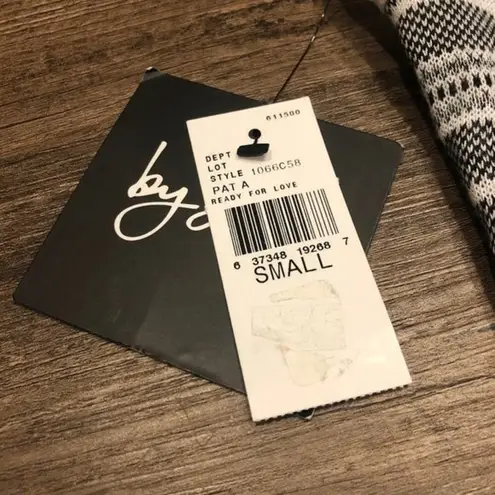 by
011500
DEPT
LOT
STYLE 1066C58
PAT A
READY FOR LOVE
6 37348 19268 7
SMALL